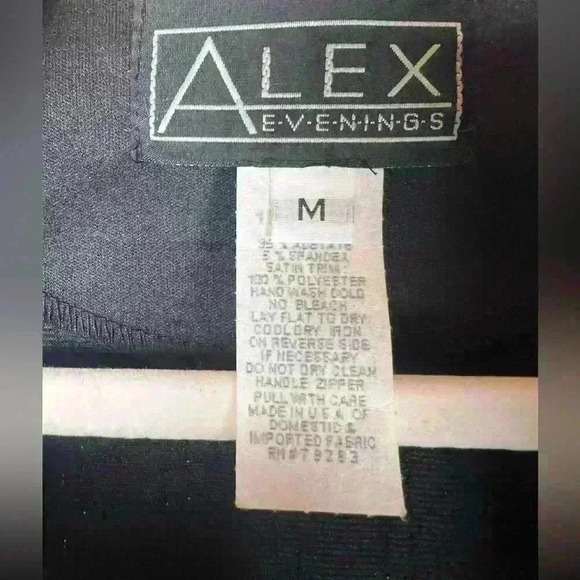 ALEX
E·V·E·N·I·N·G·S
M
95 % ACETATE
5 % SPANDEX
SATIN TRIM:
100 % POLYESTER
HAND WASH COLD
NO BLEACH
LAY FLAT TO DRY
COOL DRY IRON
ON REVERSE SIDE
IF NECESSARY
DO NOT DRY CLEAN
HANDLE ZIPPER
PULL WITH CARE
MADE IN U.S.A. OF
DOMESTIC &
IMPORTED FABRIC
RN#79283